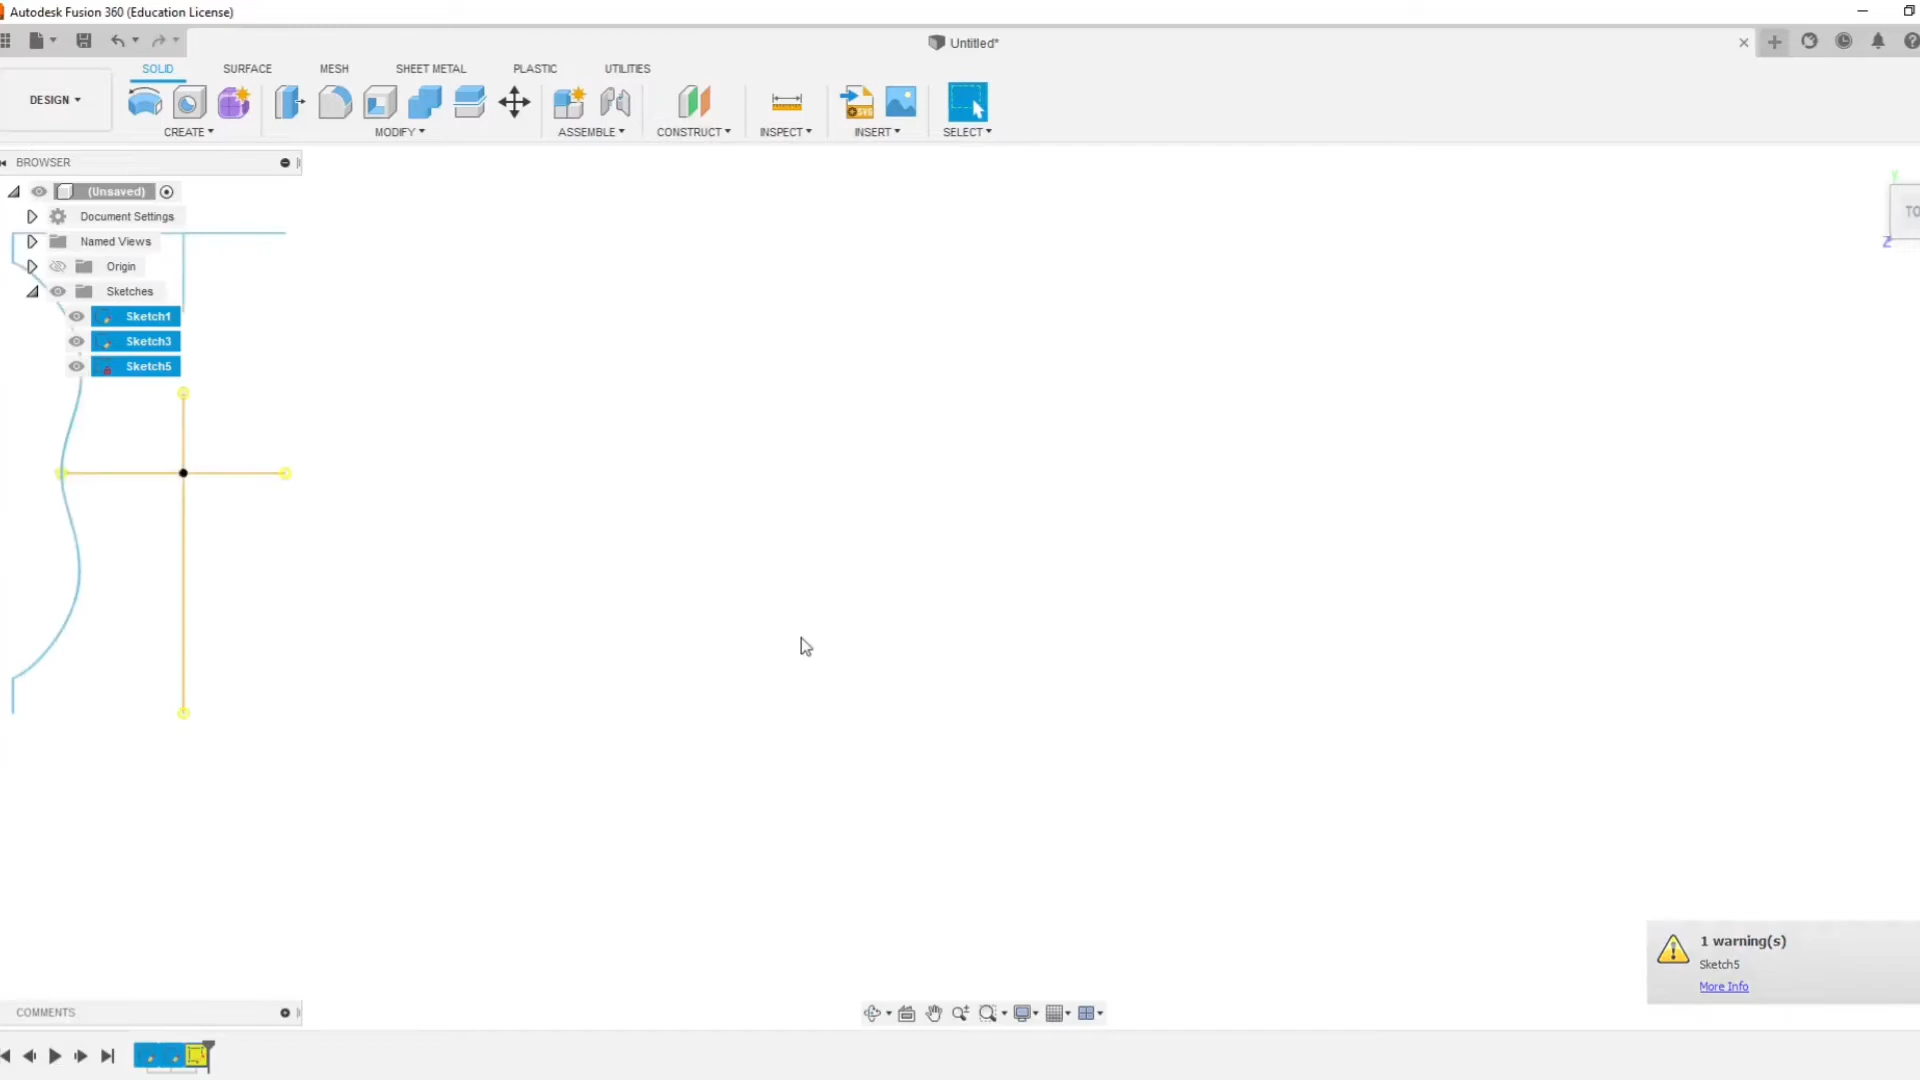 Autodesk Fusion 360 (Education License)
Untitled*
SOLID SURFACE MESH SHEET METAL PLASTIC UTILITIES
DESIGN
CREATE MODIFY ASSEMBLE CONSTRUCT INSPECT INSERT SELECT
BROWSER
(Unsaved)
Document Settings
Named Views
Origin
Sketches
Sketch1
Sketch3
Sketch5
Z
1 warning(s)
Sketch5
More Info
COMMENTS